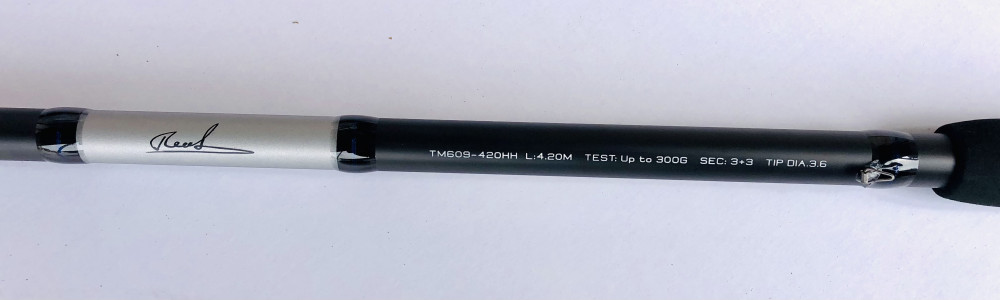 TM609-420HH L:4.20M TEST: Up to 300G SEC: 3+3 TIP DIA.3.6